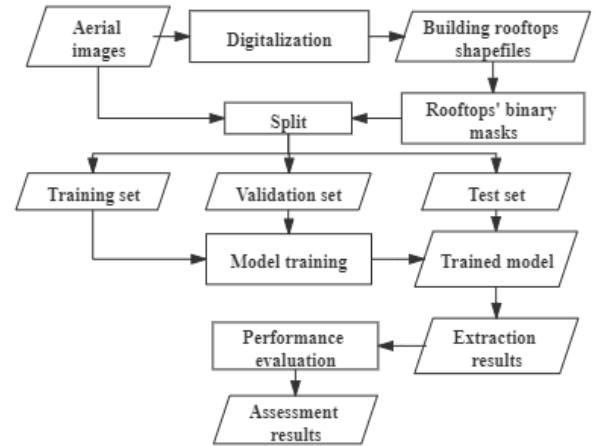 Aerial
images
Digitalization
Building rooftops
shapefiles
Rooftops' binary
masks
Split
Training set
Validation set
Test set
Model training
Trained model
Performance
evaluation
Extraction
results
Assessment
results